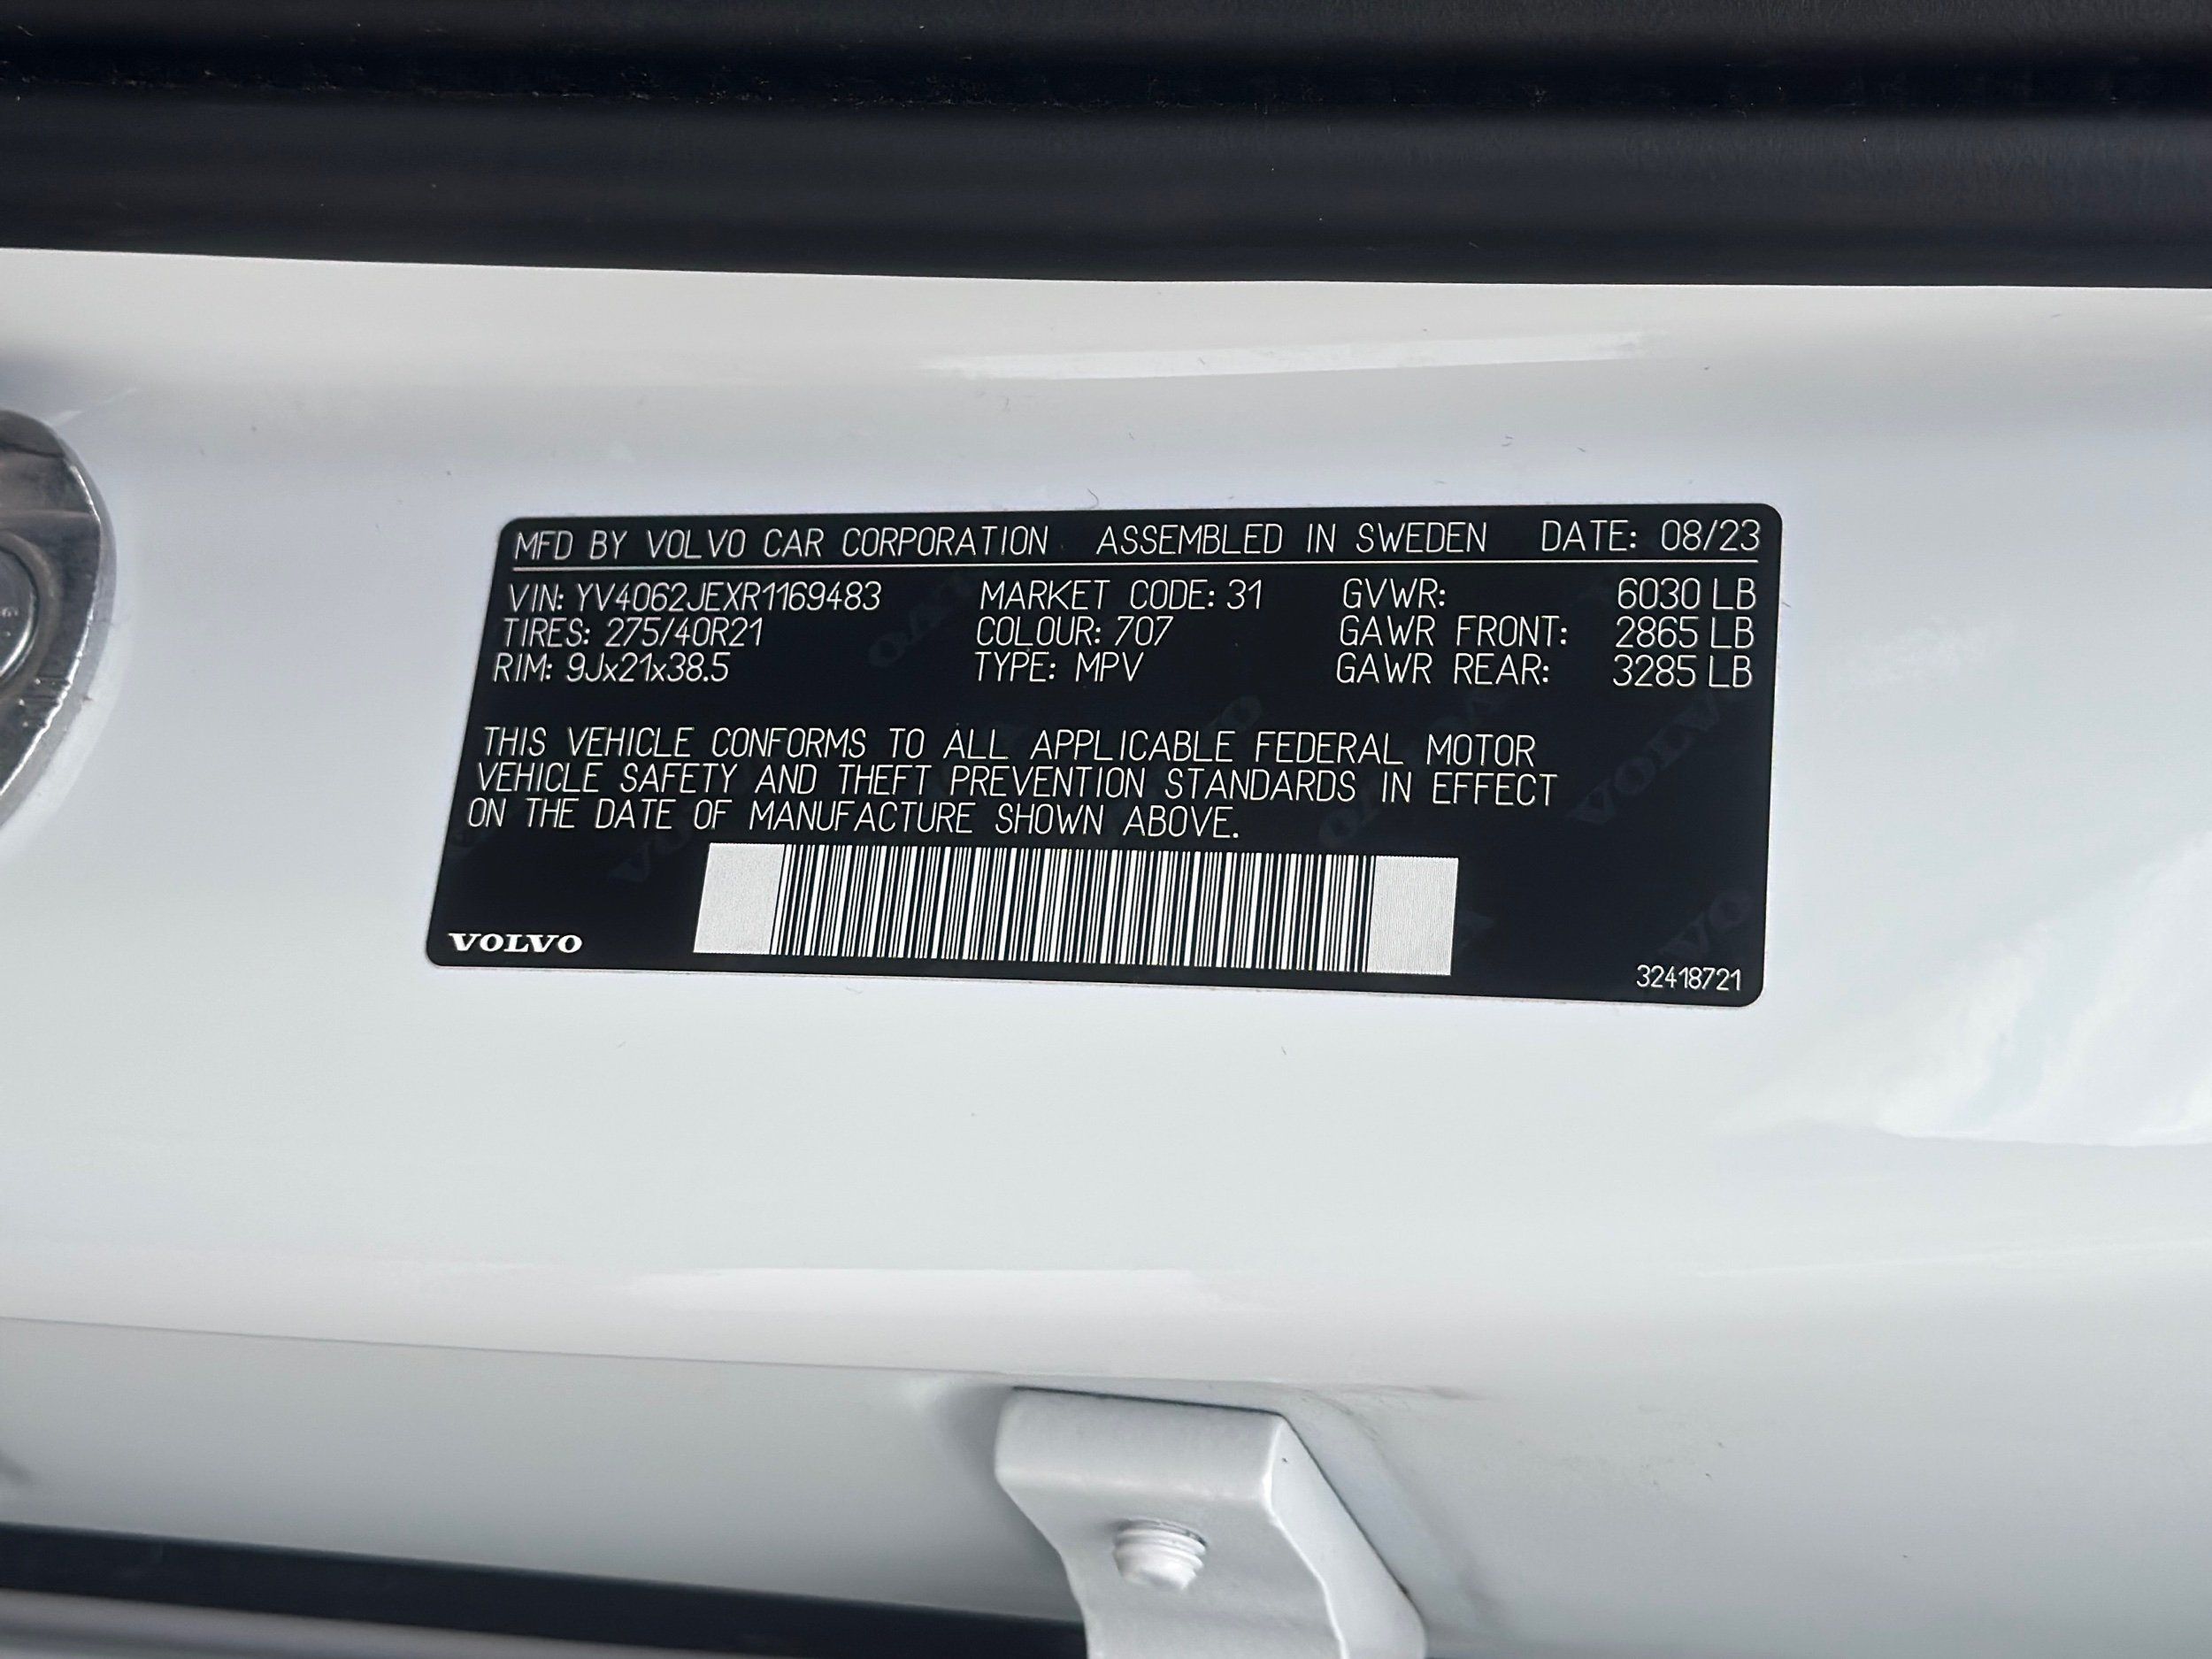 MFD BY VOLVO CAR CORPORATION ASSEMBLED IN SWEDEN DATE: 08/23
VIN: YV4062JEXR1169483 MARKET CODE: 31 GVWR: 6030 LB
TIRES: 275/40R21 COLOUR: 707 GAWR FRONT: 2865 LB
RIM: 9Jx21x38.5 TYPE: MPV GAWR REAR: 3285 LB
THIS VEHICLE CONFORMS TO ALL APPLICABLE FEDERAL MOTOR
VEHICLE SAFETY AND THEFT PREVENTION STANDARDS IN EFFECT
ON THE DATE OF MANUFACTURE SHOWN ABOVE.
VOLVO
32418721